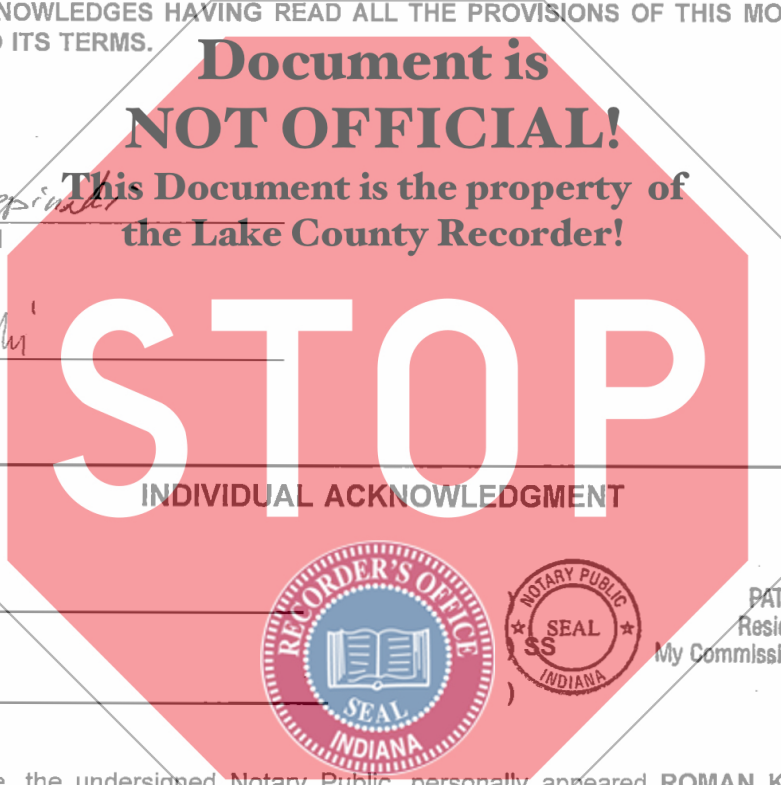 NOWLEDGES HAVING READ ALL THE PROVISIONS OF THIS MO
ITS TERMS.
Document is
NOT OFFICIAL!
This Document is the property of
the Lake County Recorder!
STOP
INDIVIDUAL ACKNOWLEDGMENT
RECORDER'S OFFICE
SEAL
INDIANA
NOTARY PUBLIC
SEAL
INDIANA
) SS
)
PAT
Resi
My Commissi
the undersigned Notary Public, personally appeared ROMAN K